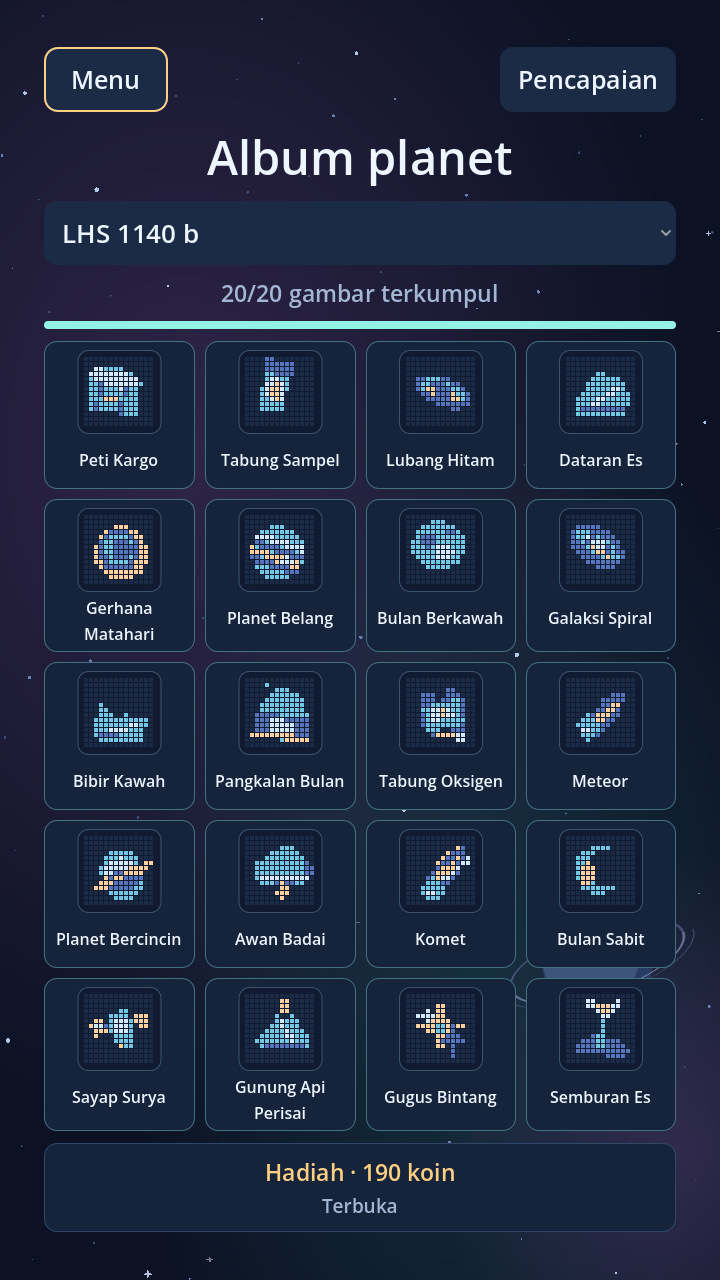 Menu
Pencapaian
Album planet
LHS 1140 b
20/20 gambar terkumpul
Peti Kargo
Tabung Sampel
Lubang Hitam
Dataran Es
Gerhana
Matahari
Planet Belang
Bulan Berkawah
Galaksi Spiral
Bibir Kawah
Pangkalan Bulan
Tabung Oksigen
Meteor
Planet Bercincin
Awan Badai
Komet
Bulan Sabit
Sayap Surya
Gunung Api
Perisai
Gugus Bintang
Semburan Es
Hadiah · 190 koin
Terbuka